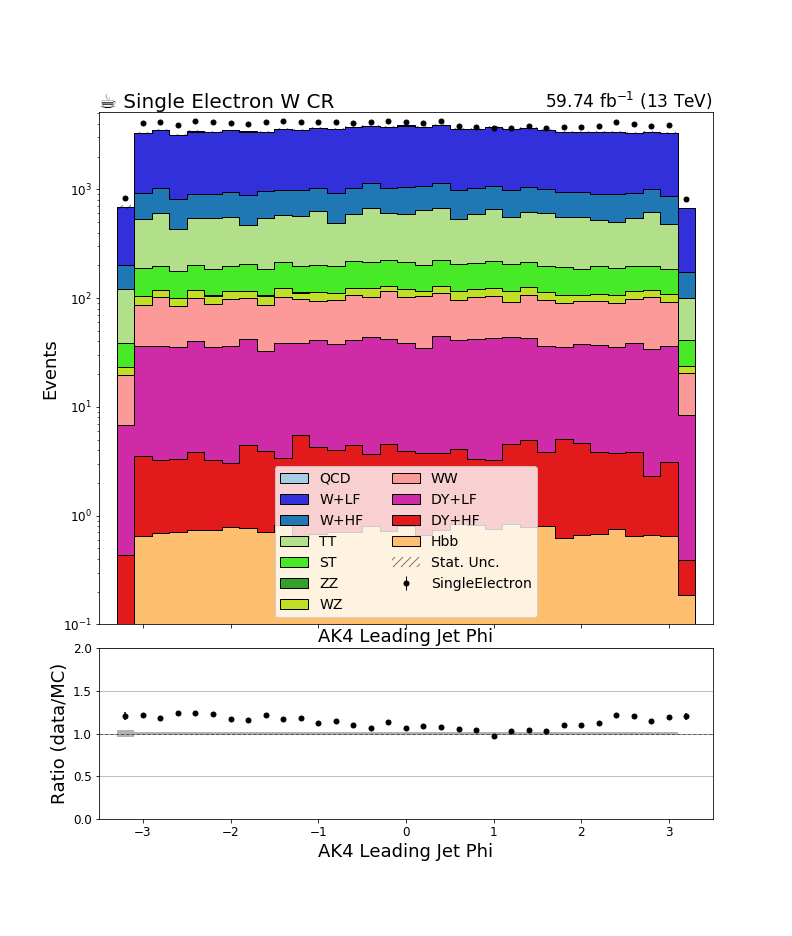 ☕ Single Electron W CR
59.74 fb⁻¹ (13 TeV)
Events
10³
10²
10¹
10⁰
10⁻¹
QCD
W+LF
W+HF
TT
ST
ZZ
WZ
WW
DY+LF
DY+HF
Hbb
Stat. Unc.
SingleElectron
AK4 Leading Jet Phi
Ratio (data/MC)
2.0
1.5
1.0
0.5
0.0
−3 −2 −1 0 1 2 3
AK4 Leading Jet Phi